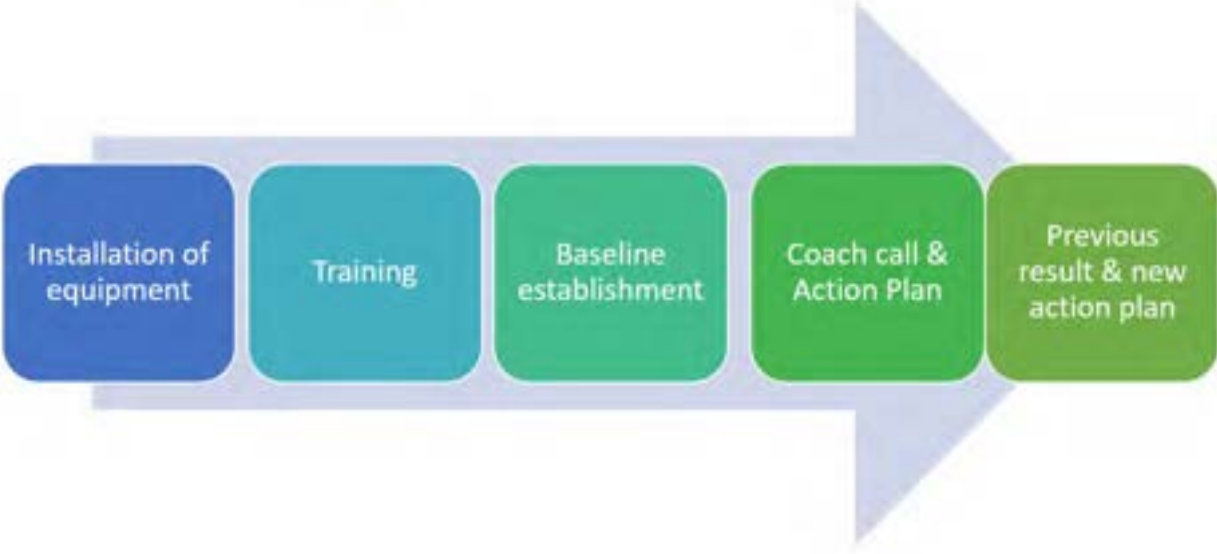 Installation of
equipment
Training
Baseline
establishment
Coach call &
Action Plan
Previous
result & new
action plan